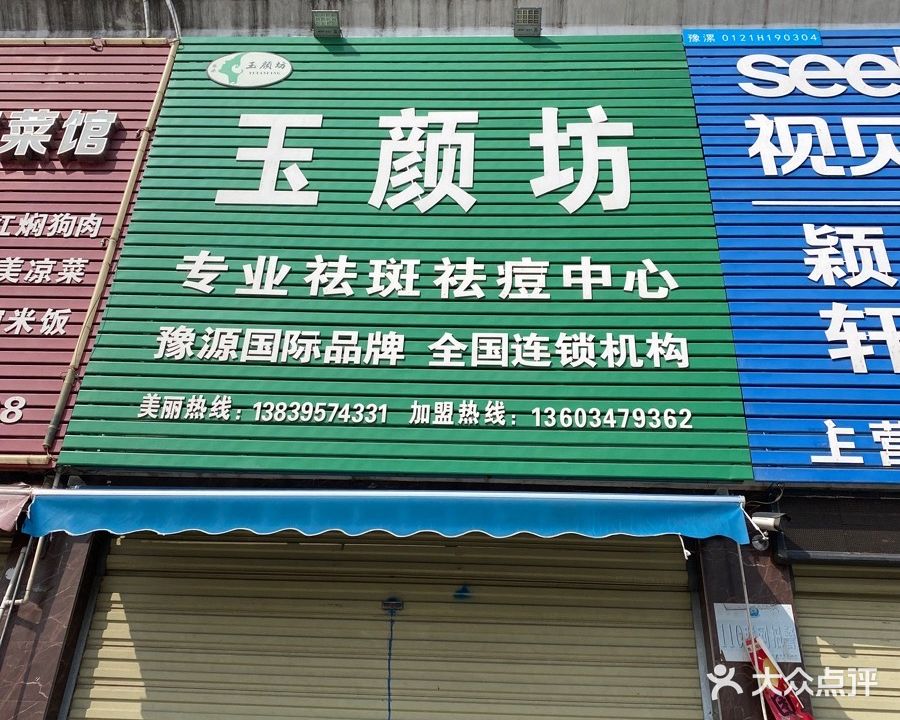 菜馆
红焖狗肉
美凉菜
米饭
8
玉颜坊
玉颜坊
专业祛斑祛痘中心
豫源国际品牌 全国连锁机构
美丽热线：13839574331 加盟热线：13603479362
豫漯 0121H190304
see
视贝
颖
轩
上营
大众点评